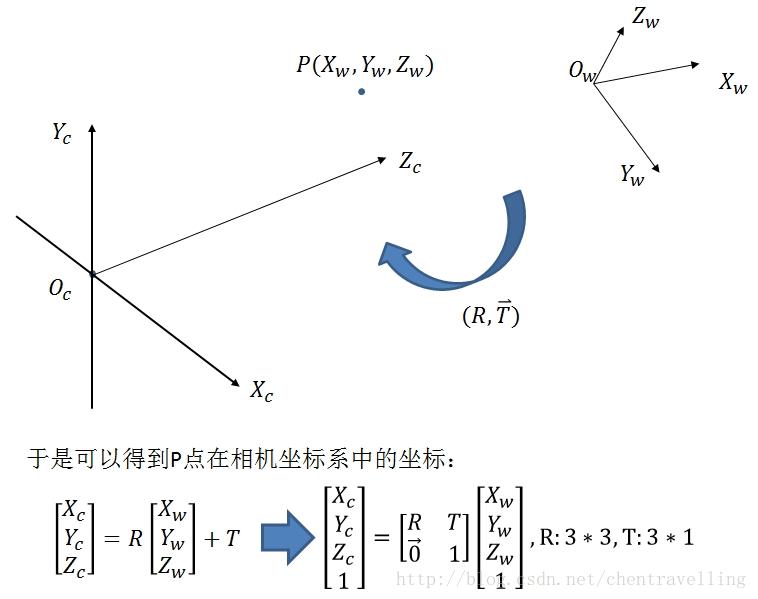 Z_w
P(X_w, Y_w, Z_w)
O_w
X_w
Y_c
Z_c
Y_w
O_c
(R, \vec{T})
X_c
于是可以得到P点在相机坐标系中的坐标：
\begin{bmatrix} X_c \\ Y_c \\ Z_c \end{bmatrix} = R \begin{bmatrix} X_w \\ Y_w \\ Z_w \end{bmatrix} + T \begin{bmatrix} X_c \\ Y_c \\ Z_c \\ 1 \end{bmatrix} = \begin{bmatrix} R & T \\ \vec{0} & 1 \end{bmatrix} \begin{bmatrix} X_w \\ Y_w \\ Z_w \\ 1 \end{bmatrix}, R: 3 * 3, T: 3 * 1
http://blog.csdn.net/chentravelling